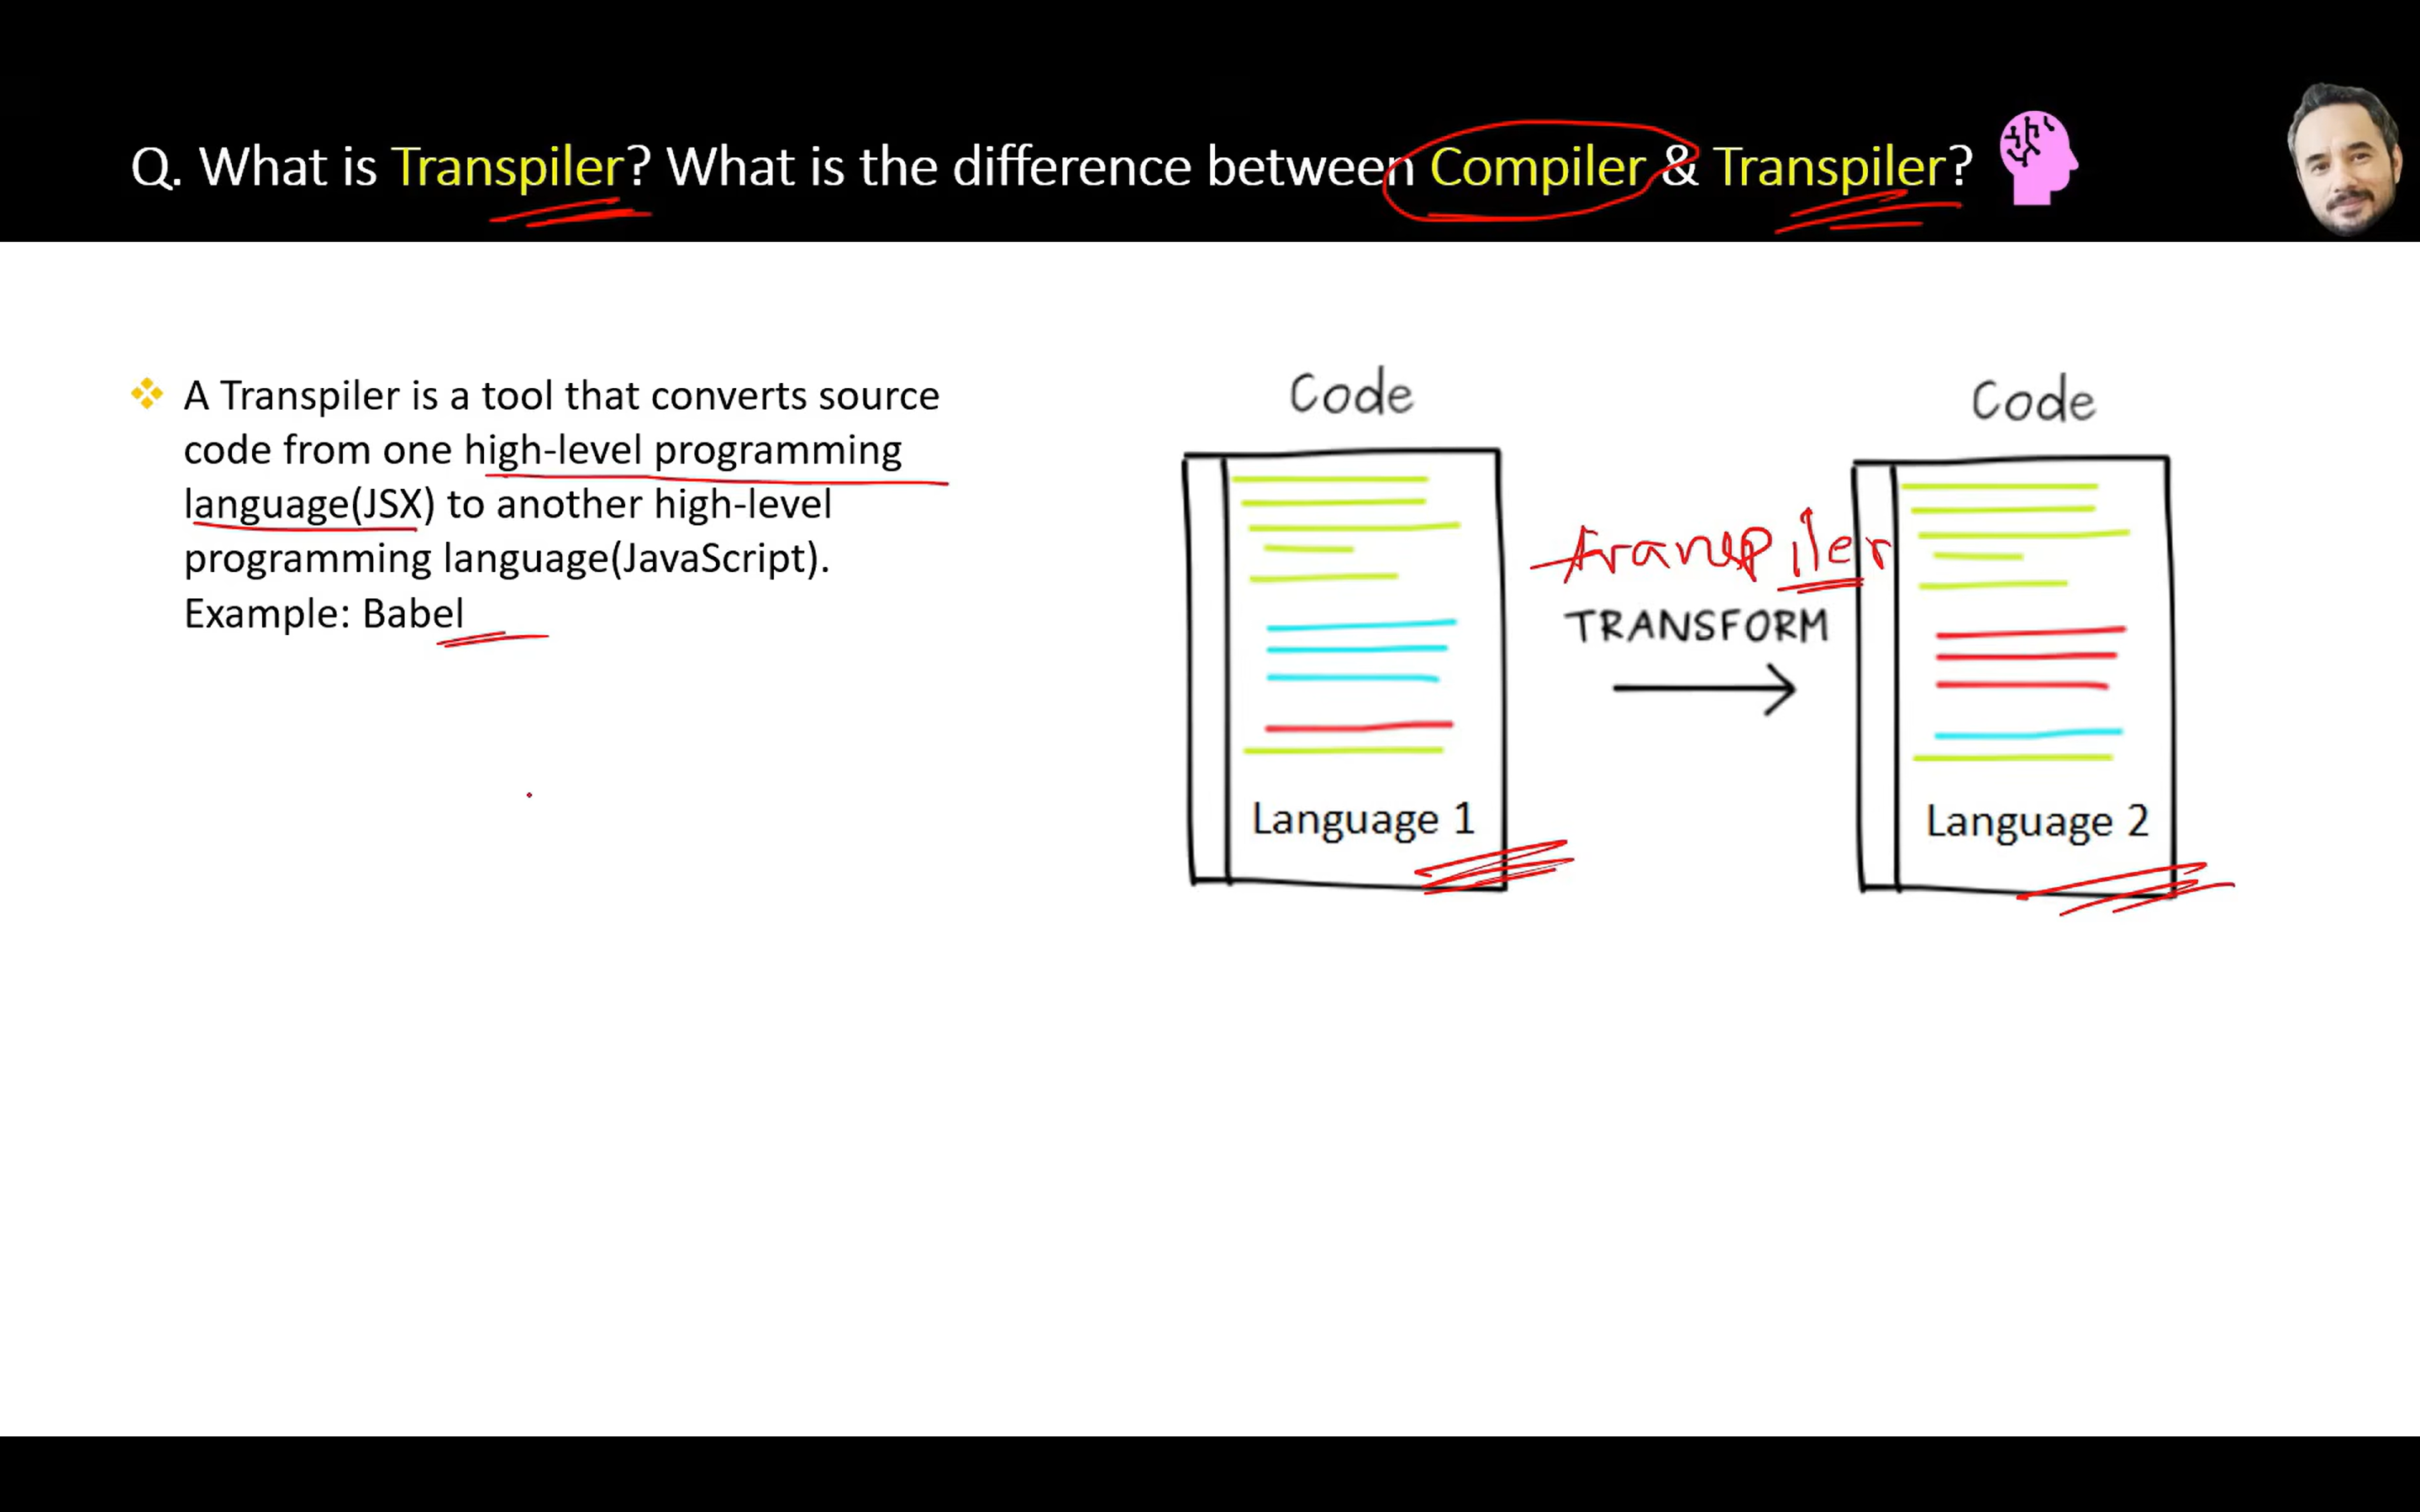 Q. What is Transpiler? What is the difference between Compiler & Transpiler?
A Transpiler is a tool that converts source
code from one high-level programming
language(JSX) to another high-level
programming language(JavaScript).
Example: Babel
Code
Code
transpiler
TRANSFORM
Language 1
Language 2